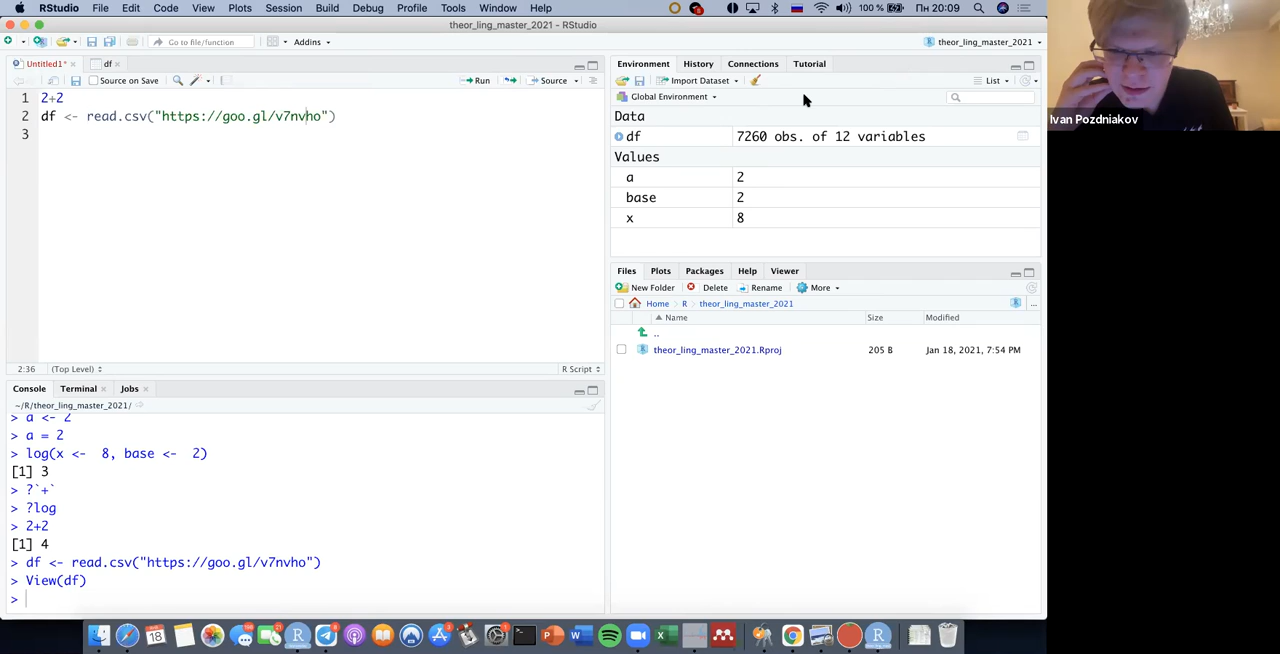 RStudio File Edit Code View Plots Session Build Debug Profile Tools Window Help 100 % Пн 20:09
theor_ling_master_2021 - RStudio
Go to file/function Addins theor_ling_master_2021
Untitled1* df
Source on Save Run Source
1 2+2
2 df <- read.csv("https://goo.gl/v7nvho")
3
2:36 (Top Level) R Script
Console Terminal Jobs
~/R/theor_ling_master_2021/
> a <- 2
> a = 2
> log(x <-  8, base <-  2)
[1] 3
> ?`+`
> ?log
> 2+2
[1] 4
> df <- read.csv("https://goo.gl/v7nvho")
> View(df)
>
Environment History Connections Tutorial
Import Dataset List
Global Environment
Data
df 7260 obs. of 12 variables
Values
a 2
base 2
x 8
Files Plots Packages Help Viewer
New Folder Delete Rename More
Home R theor_ling_master_2021 ...
Name Size Modified
..
theor_ling_master_2021.Rproj 205 B Jan 18, 2021, 7:54 PM
Ivan Pozdniakov